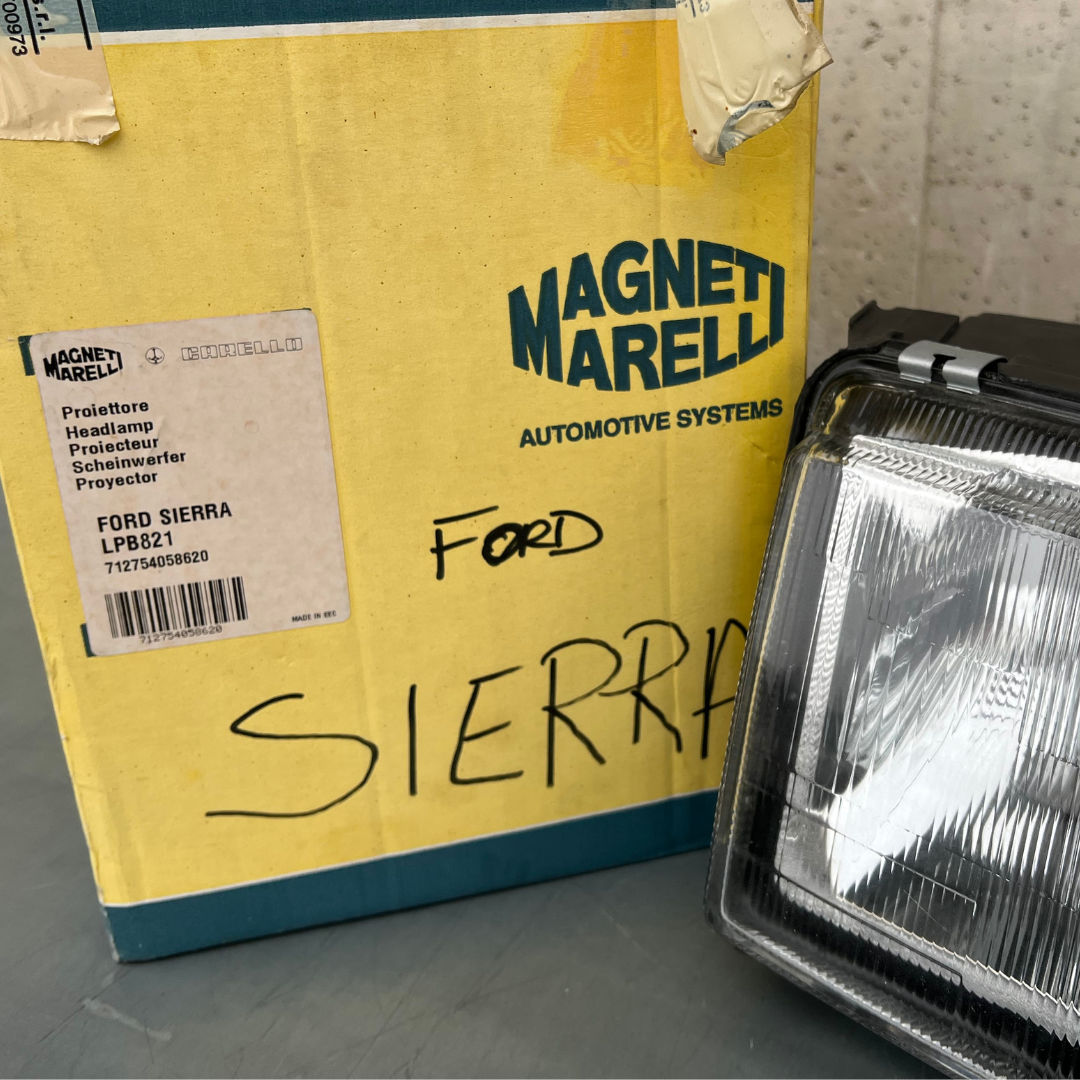 s.r.l.
00973
MAGNETI
MARELLI
AUTOMOTIVE SYSTEMS
MAGNETI
MARELLI
CARELLO
Proiettore
Headlamp
Proiecteur
Scheinwerfer
Proyector
FORD SIERRA
LPB821
712754058620
712754058620
MADE IN EEC
FORD
SIERRA